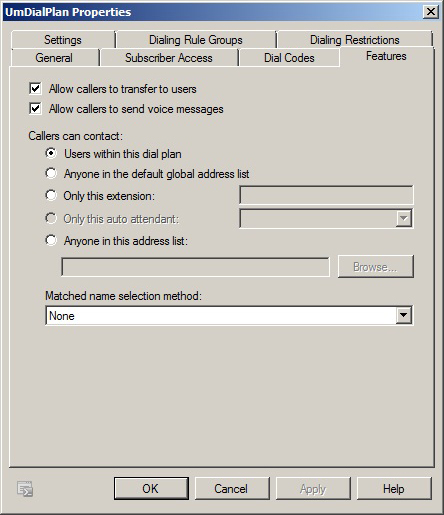 UmDialPlan Properties
Settings Dialing Rule Groups Dialing Restrictions
General Subscriber Access Dial Codes Features
Allow callers to transfer to users
Allow callers to send voice messages
Callers can contact:
Users within this dial plan
Anyone in the default global address list
Only this extension:
Only this auto attendant:
Anyone in this address list:
Browse...
Matched name selection method:
None
OK Cancel Apply Help